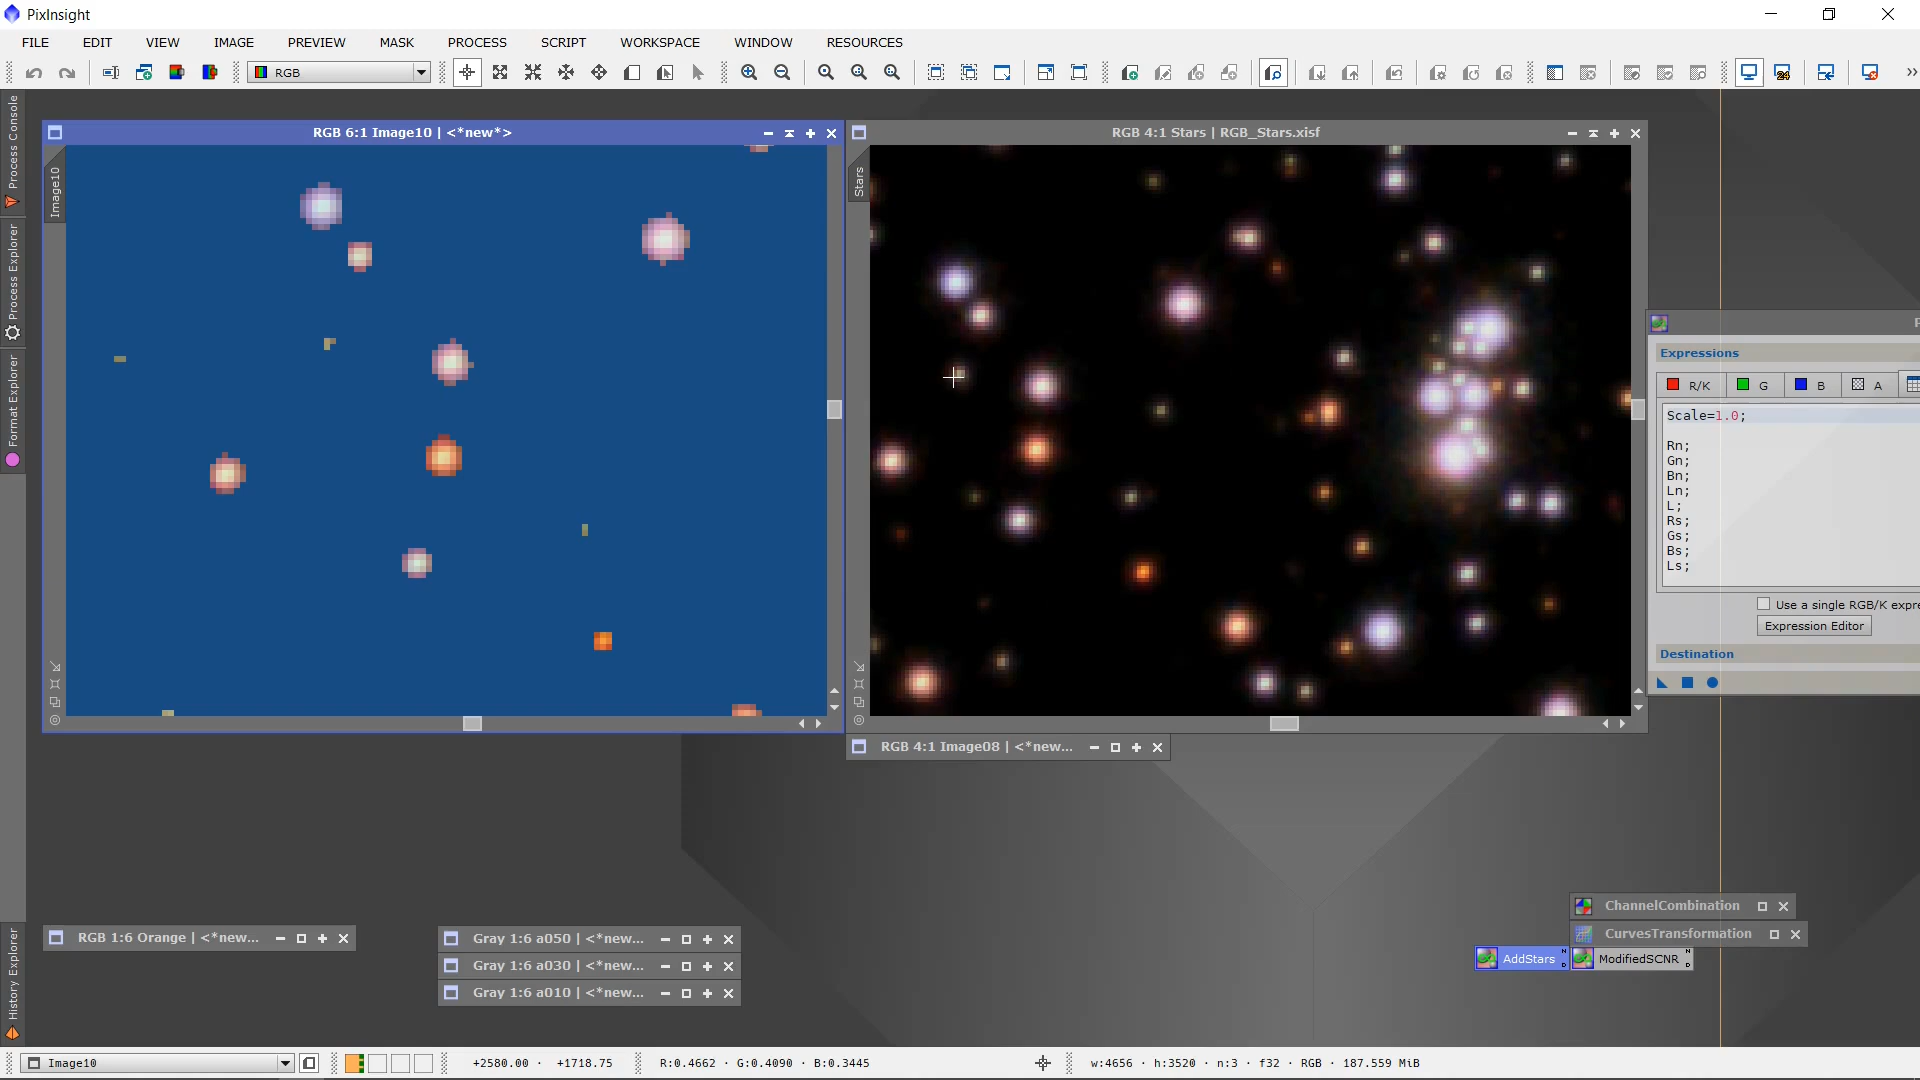 PixInsight
FILE EDIT VIEW IMAGE PREVIEW MASK PROCESS SCRIPT WORKSPACE WINDOW RESOURCES
RGB
24
Process Console
Process Explorer
Format Explorer
History Explorer
RGB 6:1 Image10 | <*new*>
Image10
RGB 4:1 Stars | RGB_Stars.xisf
Stars
RGB 4:1 Image08 | <*new...
Expressions
R/K G B A
Scale=1.0;
Rn;
Gn;
Bn;
Ln;
L;
Rs;
Gs;
Bs;
Ls;
Use a single RGB/K expre
Expression Editor
Destination
RGB 1:6 Orange | <*new...
Gray 1:6 a050 | <*new...
Gray 1:6 a030 | <*new...
Gray 1:6 a010 | <*new...
ChannelCombination
CurvesTransformation
AddStars
ModifiedSCNR
Image10
+2580.00 · +1718.75
R:0.4662 · G:0.4090 · B:0.3445
w:4656 · h:3520 · n:3 · f32 · RGB · 187.559 MiB